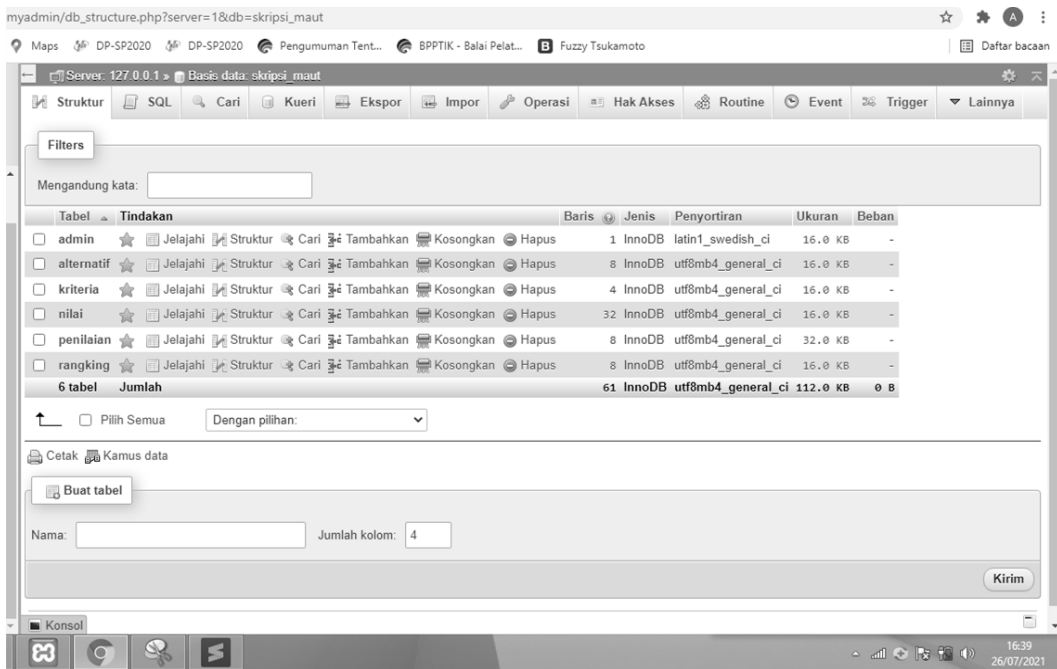 myadmin/db_structure.php?server=1&db=skripsi_maut
A
Maps DP-SP2020 DP-SP2020 Pengumuman Tent... BPPTIK - Balai Pelat... B Fuzzy Tsukamoto Daftar bacaan
Server: 127.0.0.1 » Basis data: skripsi_maut
Struktur SQL Cari Kueri Ekspor Impor Operasi Hak Akses Routine Event Trigger Lainnya
Filters
Mengandung kata:
Tabel Tindakan Baris Jenis Penyortiran Ukuran Beban
admin Jelajahi Struktur Cari Tambahkan Kosongkan Hapus 1 InnoDB latin1_swedish_ci 16.0 KB -
alternatif Jelajahi Struktur Cari Tambahkan Kosongkan Hapus 8 InnoDB utf8mb4_general_ci 16.0 KB -
kriteria Jelajahi Struktur Cari Tambahkan Kosongkan Hapus 4 InnoDB utf8mb4_general_ci 16.0 KB -
nilai Jelajahi Struktur Cari Tambahkan Kosongkan Hapus 32 InnoDB utf8mb4_general_ci 16.0 KB -
penilaian Jelajahi Struktur Cari Tambahkan Kosongkan Hapus 8 InnoDB utf8mb4_general_ci 32.0 KB -
rangking Jelajahi Struktur Cari Tambahkan Kosongkan Hapus 8 InnoDB utf8mb4_general_ci 16.0 KB -
6 tabel Jumlah 61 InnoDB utf8mb4_general_ci 112.0 KB 0 B
Pilih Semua Dengan pilihan:
Cetak Kamus data
Buat tabel
Nama: Jumlah kolom: 4
Kirim
Konsol
16:39
26/07/2021